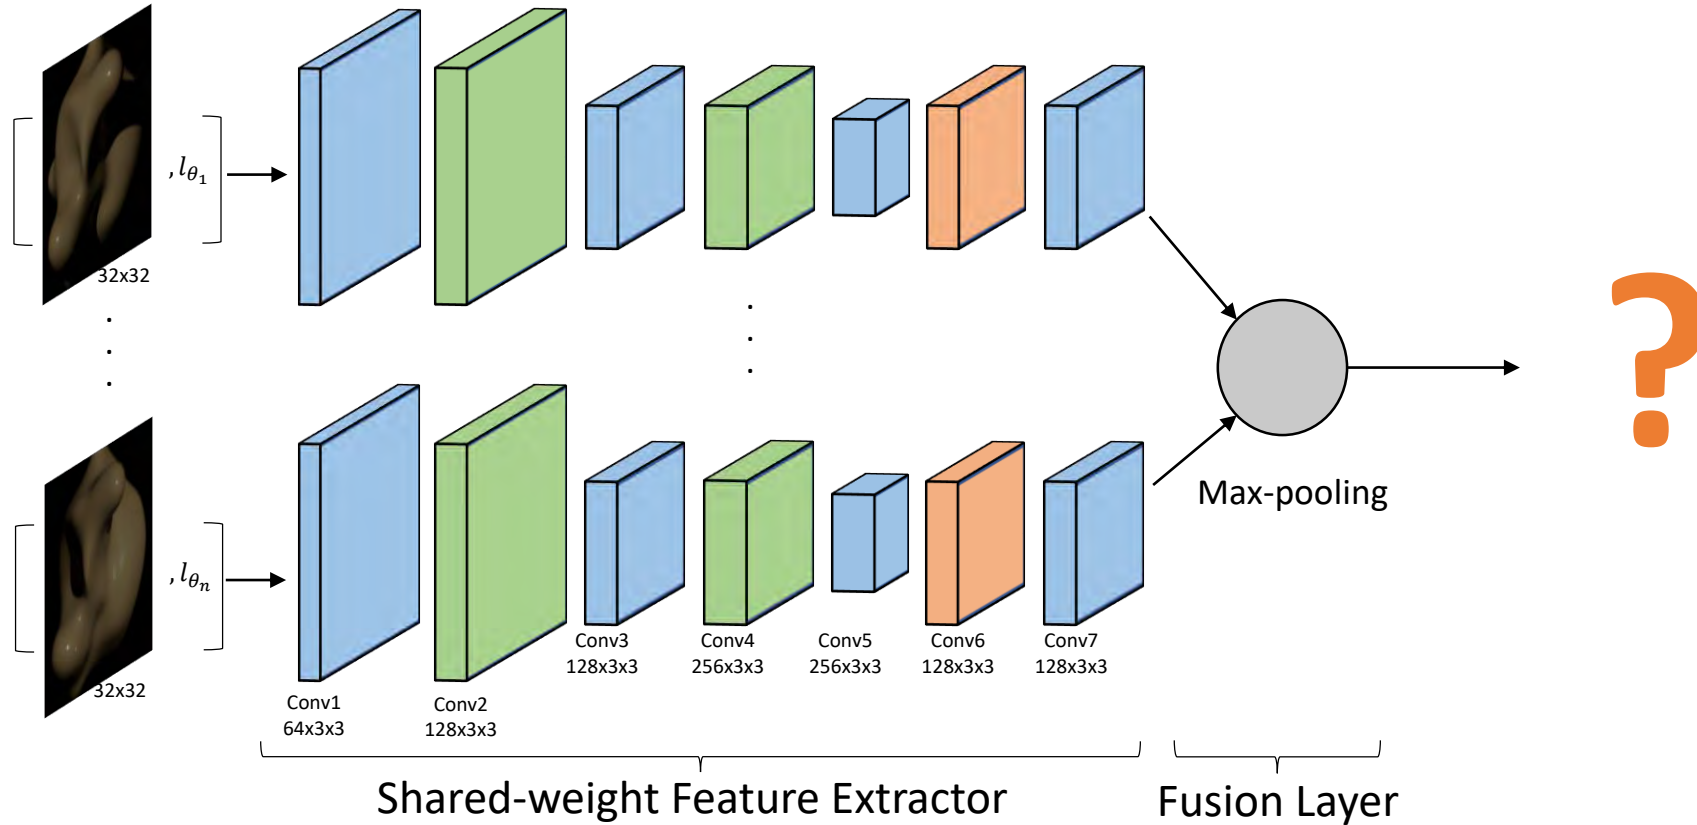 , lθ1
32x32
, lθn
32x32
Conv1
64x3x3
Conv2
128x3x3
Conv3
128x3x3
Conv4
256x3x3
Conv5
256x3x3
Conv6
128x3x3
Conv7
128x3x3
Max-pooling
?
Shared-weight Feature Extractor
Fusion Layer